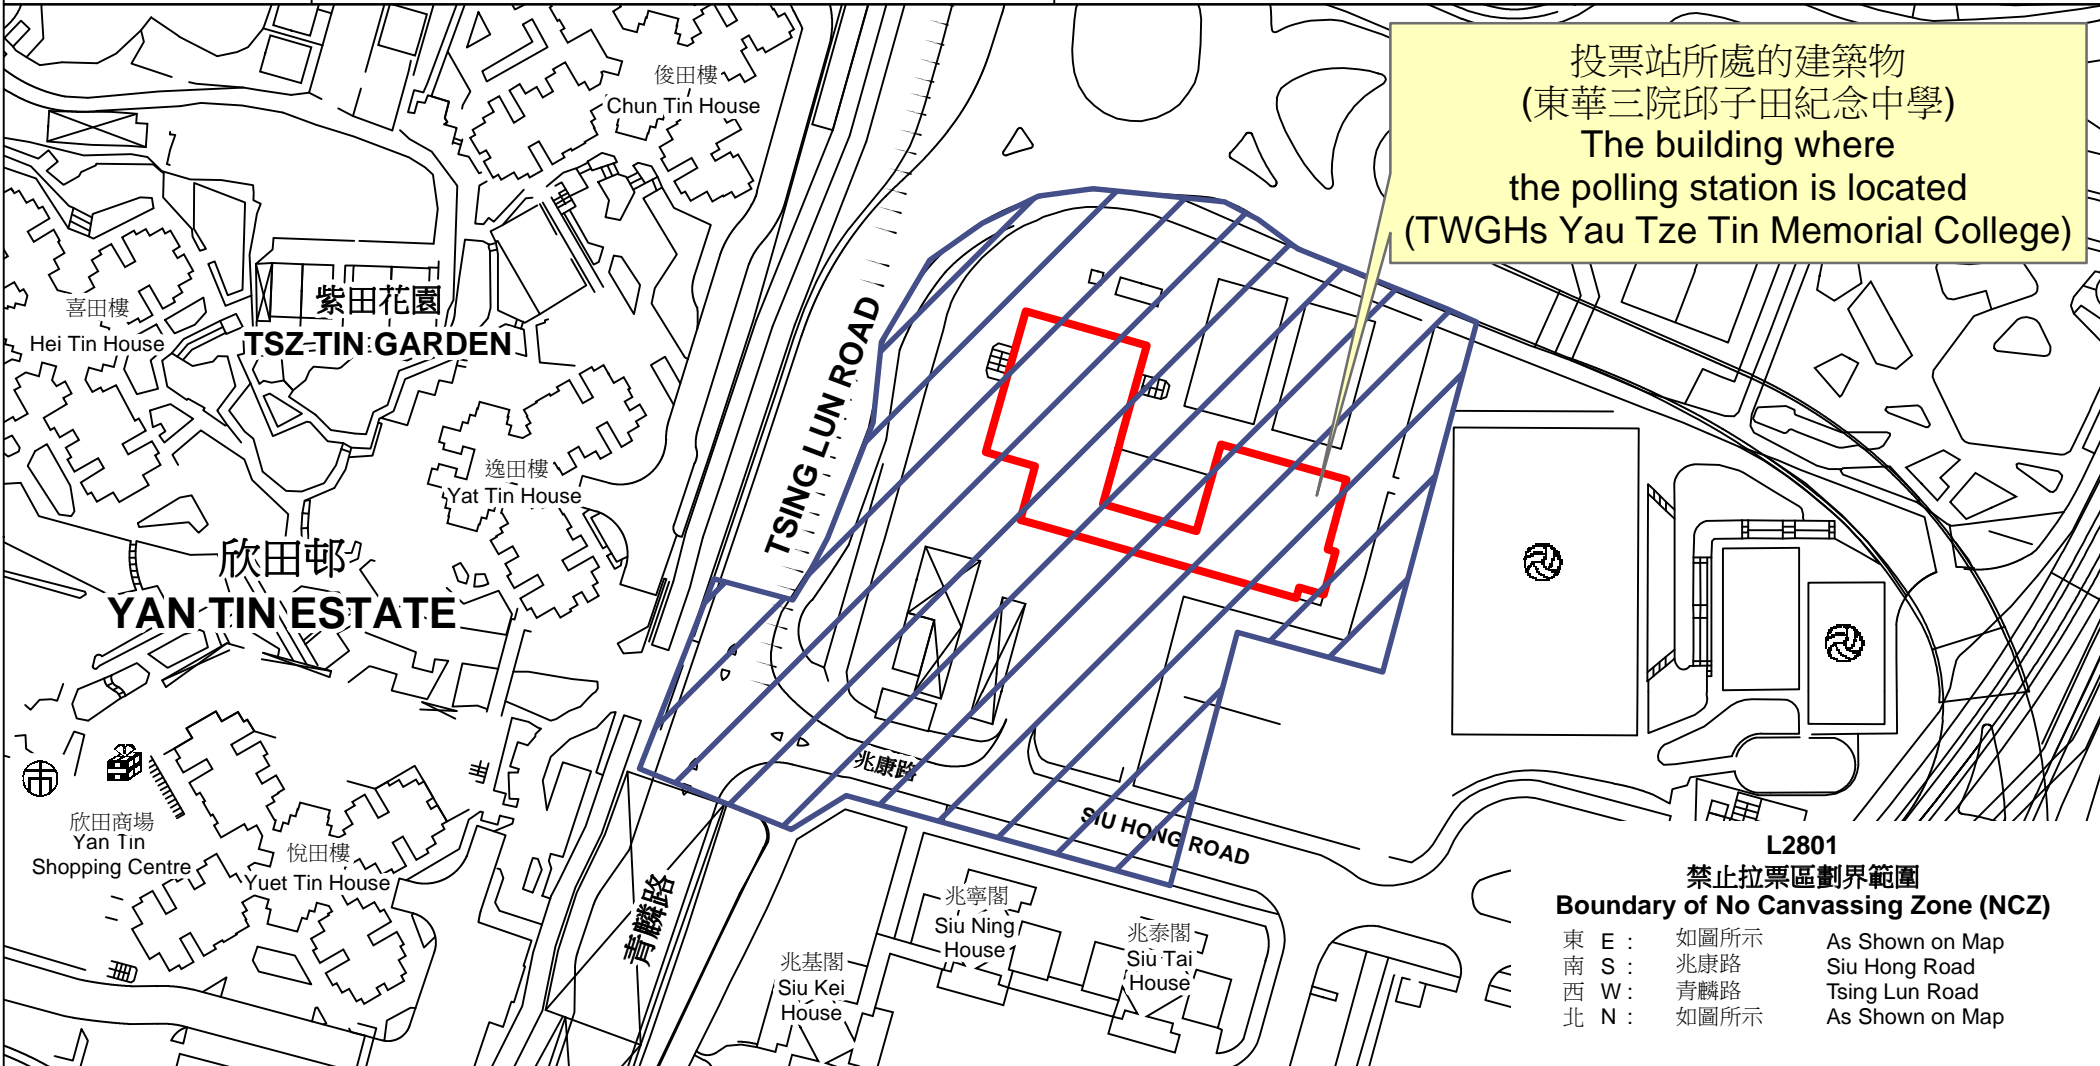 投票站所處的建築物
(東華三院邱子田紀念中學)
The building where
the polling station is located
(TWGHs Yau Tze Tin Memorial College)
俊田樓
Chun Tin House
喜田樓
Hei Tin House
紫田花園
TSZ TIN GARDEN
逸田樓
Yat Tin House
欣田邨
YAN TIN ESTATE
TSING LUN ROAD
市
欣田商場
Yan Tin
Shopping Centre
悅田樓
Yuet Tin House
青麟路
兆康路
SIU HONG ROAD
兆基閣
Siu Kei
House
兆寧閣
Siu Ning
House
兆泰閣
Siu Tai
House
L2801
禁止拉票區劃界範圍
Boundary of No Canvassing Zone (NCZ)
東 E : 如圖所示 As Shown on Map
南 S : 兆康路 Siu Hong Road
西 W : 青麟路 Tsing Lun Road
北 N : 如圖所示 As Shown on Map